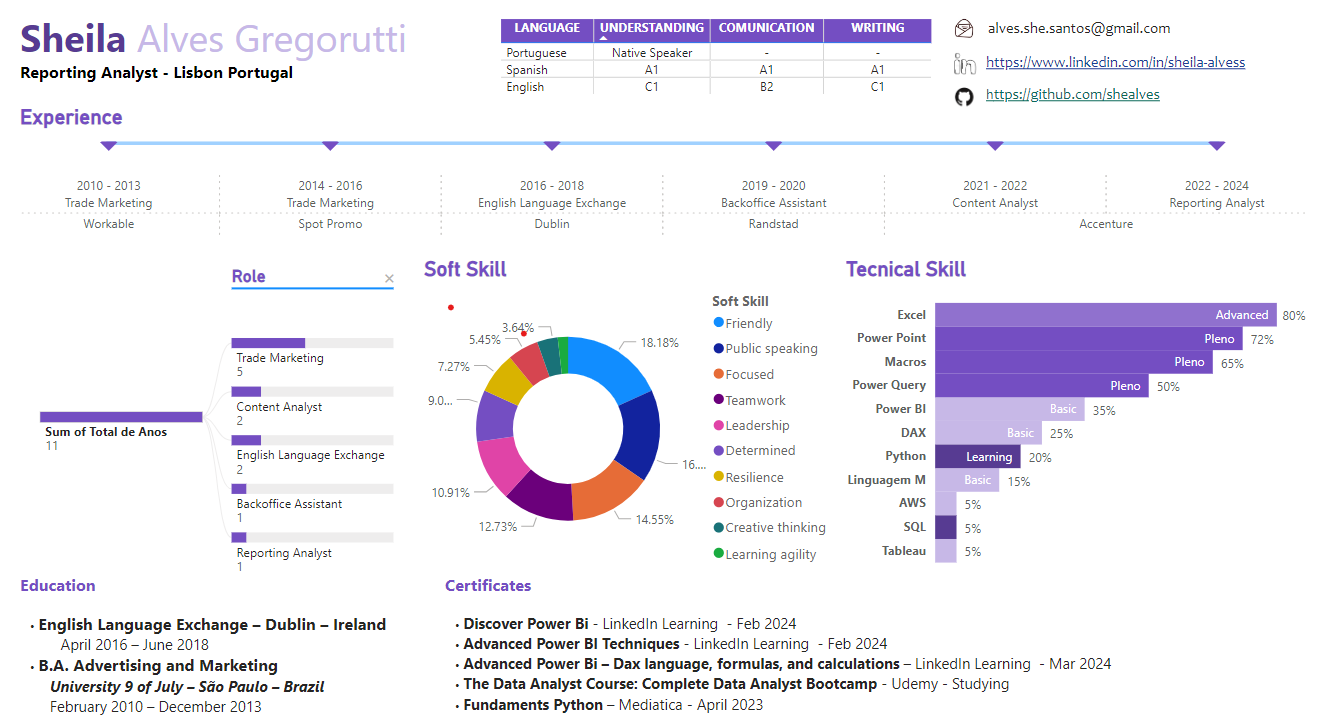 Sheila Alves Gregorutti
Reporting Analyst - Lisbon Portugal
LANGUAGE UNDERSTANDING COMUNICATION WRITING
Portuguese Native Speaker - -
Spanish A1 A1 A1
English C1 B2 C1
alves.she.santos@gmail.com
https://www.linkedin.com/in/sheila-alvess
https://github.com/shealves
Experience
2010 - 2013 2014 - 2016 2016 - 2018 2019 - 2020 2021 - 2022 2022 - 2024
Trade Marketing Trade Marketing English Language Exchange Backoffice Assistant Content Analyst Reporting Analyst
Workable Spot Promo Dublin Randstad Accenture
Role
Sum of Total de Anos
11
Trade Marketing
5
Content Analyst
2
English Language Exchange
2
Backoffice Assistant
1
Reporting Analyst
1
Soft Skill
18.18%
16....
14.55%
12.73%
10.91%
9.0...
7.27%
5.45%
3.64%
Soft Skill
Friendly
Public speaking
Focused
Teamwork
Leadership
Determined
Resilience
Organization
Creative thinking
Learning agility
Tecnical Skill
Excel Advanced 80%
Power Point Pleno 72%
Macros Pleno 65%
Power Query Pleno 50%
Power BI Basic 35%
DAX Basic 25%
Python Learning 20%
Linguagem M Basic 15%
AWS 5%
SQL 5%
Tableau 5%
Education
• English Language Exchange – Dublin – Ireland
April 2016 – June 2018
• B.A. Advertising and Marketing
University 9 of July – São Paulo – Brazil
February 2010 – December 2013
Certificates
• Discover Power Bi - LinkedIn Learning - Feb 2024
• Advanced Power BI Techniques - LinkedIn Learning - Feb 2024
• Advanced Power Bi – Dax language, formulas, and calculations – LinkedIn Learning - Mar 2024
• The Data Analyst Course: Complete Data Analyst Bootcamp - Udemy - Studying
• Fundaments Python – Mediatica - April 2023